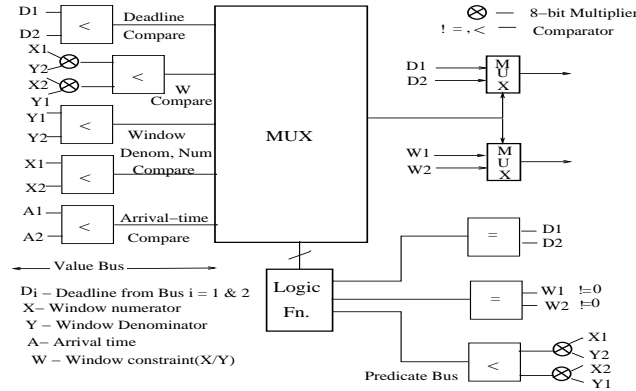 D1
D2
<
Deadline
Compare
X1
Y2
X2
Y1
<
W
Compare
Y1
Y2
<
Window
Denom, Num
Compare
X1
X2
<
A1
A2
<
Arrival-time
Compare
MUX
8-bit Multiplier
! = , < — Comparator
D1
D2
M
U
X
W1
W2
M
U
X
Value Bus
Di – Deadline from Bus i = 1 & 2
X– Window numerator
Y – Window Denominator
A– Arrival time
W – Window constraint(X/Y)
Logic
Fn.
=
D1
D2
=
W1 !=0
W2 !=0
<
X1
Y2
X2
Y1
Predicate Bus